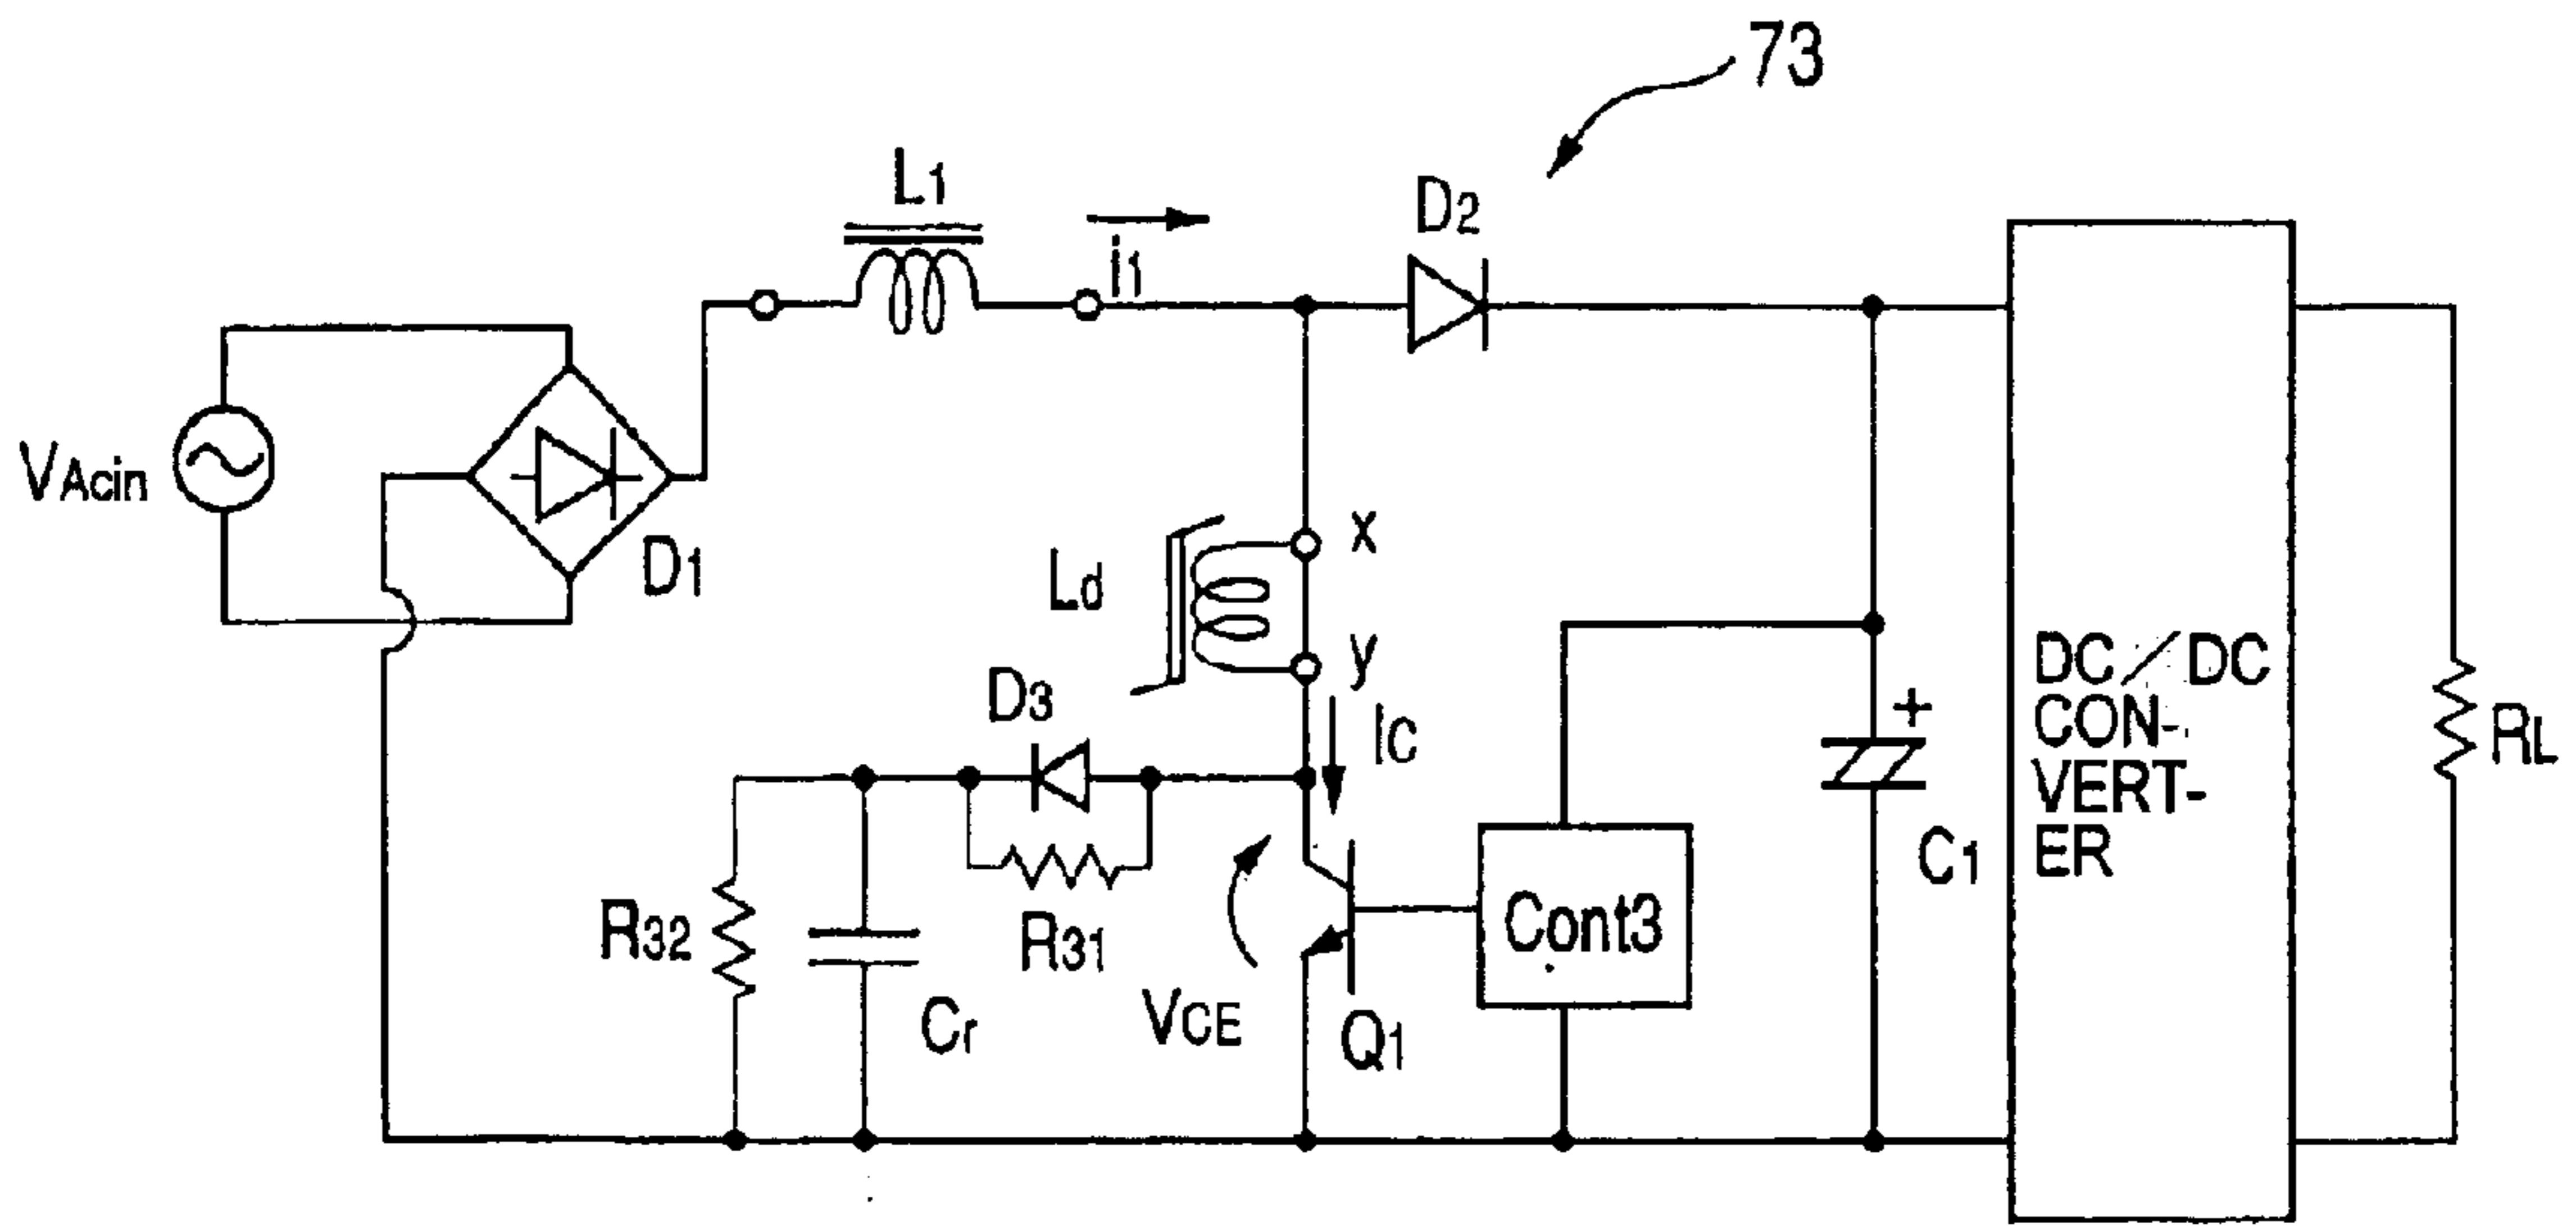 73
L1
i1
D2
VAcin
D1
Ld
x
y
IC
D3
R31
R32
Cr
VCE
Q1
Cont3
+
C1
DC/DC
CON-
VERT-
ER
RL